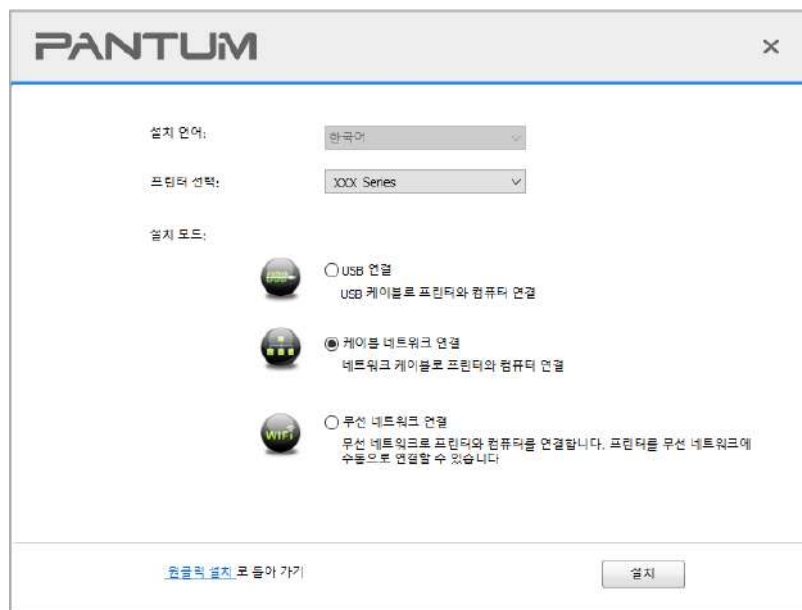 PANTUM
설치 언어:
한국어
프린터 선택:
XXX Series
설치 모드:
USB
USB 연결
USB 케이블로 프린터와 컴퓨터 연결
케이블 네트워크 연결
네트워크 케이블로 프린터와 컴퓨터 연결
WiFi
무선 네트워크 연결
무선 네트워크로 프린터와 컴퓨터를 연결합니다. 프린터를 무선 네트워크에
수동으로 연결할 수 있습니다
원클릭 설치 로 돌아 가기
설치